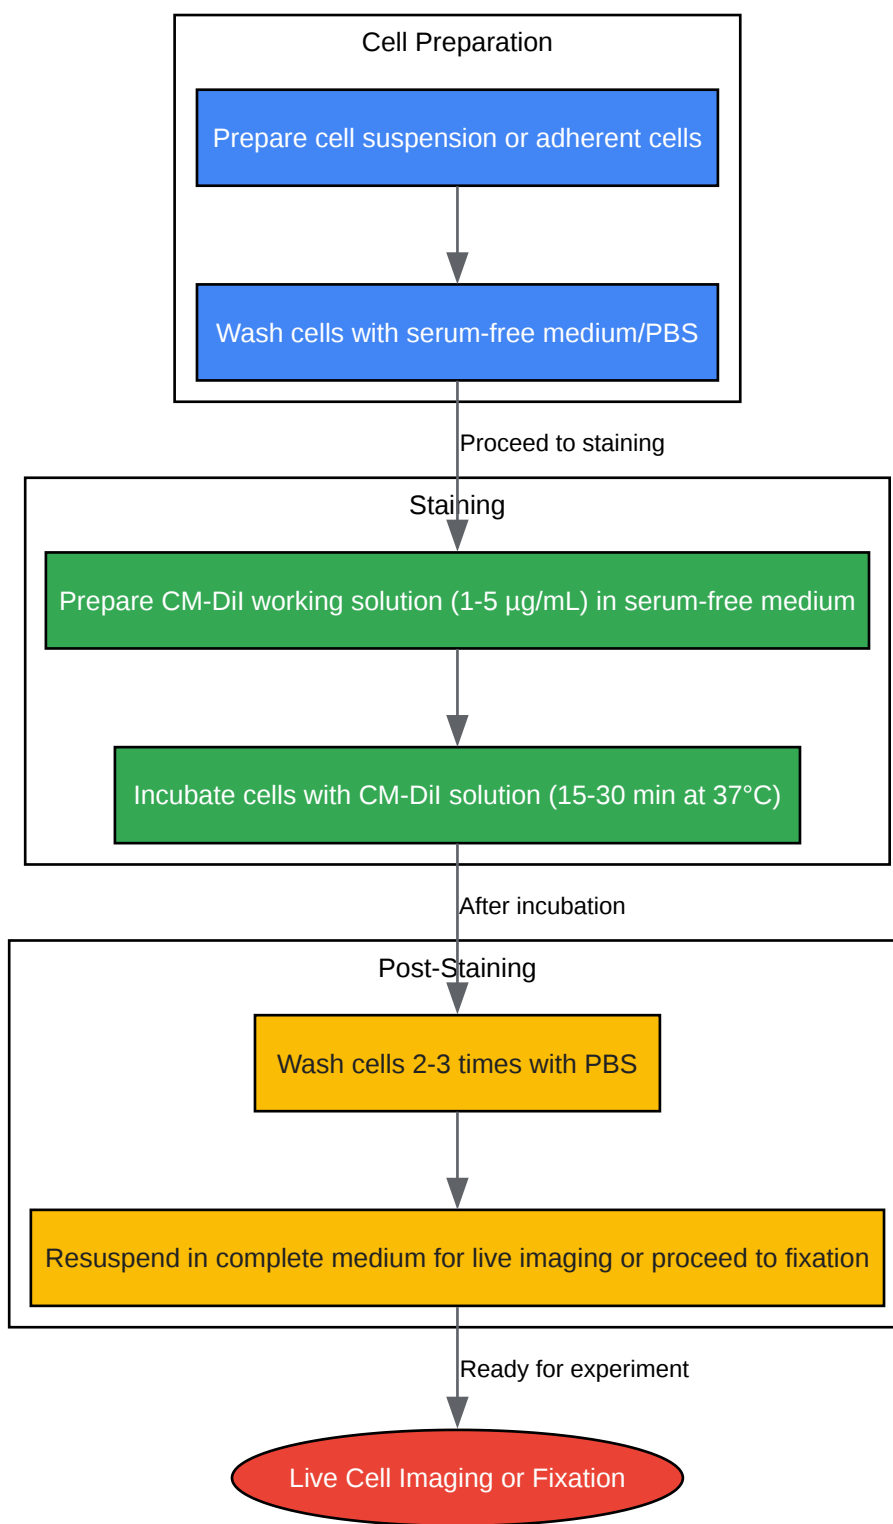 Cell Preparation
Prepare cell suspension or adherent cells
Wash cells with serum-free medium/PBS
Proceed to staining
Staining
Prepare CM-DiI working solution (1-5 µg/mL) in serum-free medium
Incubate cells with CM-DiI solution (15-30 min at 37°C)
After incubation
Post-Staining
Wash cells 2-3 times with PBS
Resuspend in complete medium for live imaging or proceed to fixation
Ready for experiment
Live Cell Imaging or Fixation